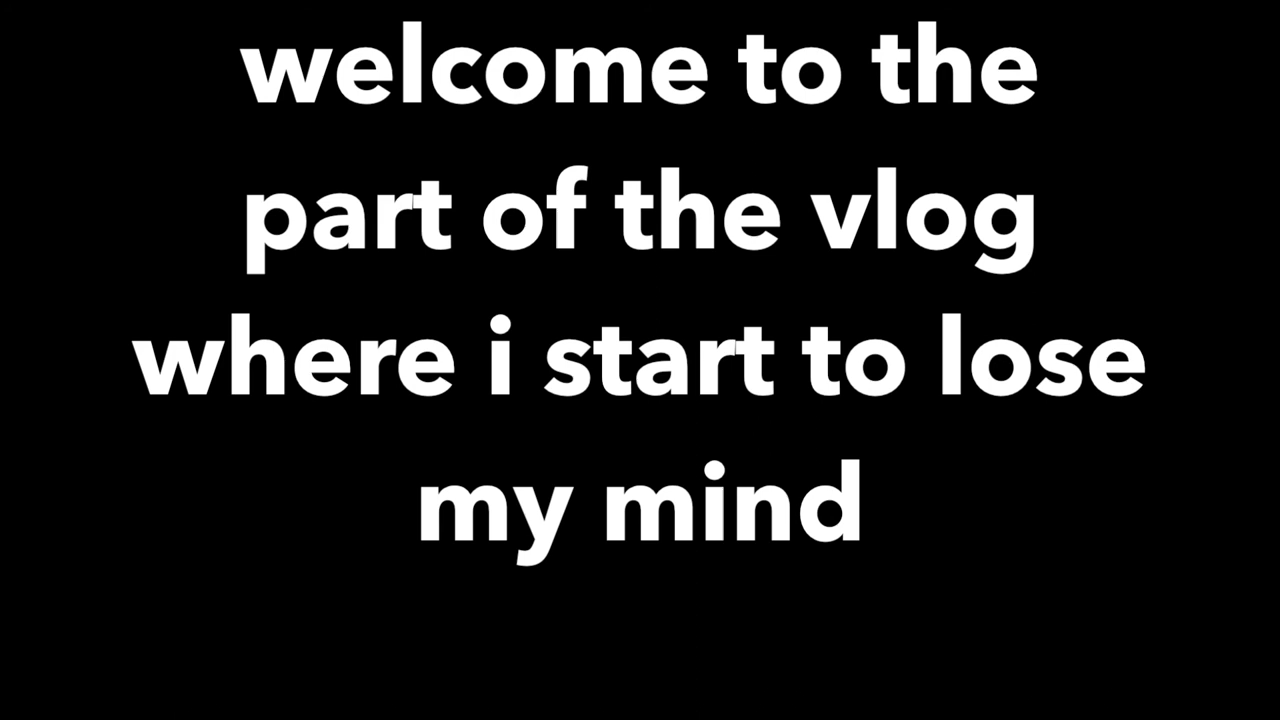 welcome to the
part of the vlog
where i start to lose
my mind